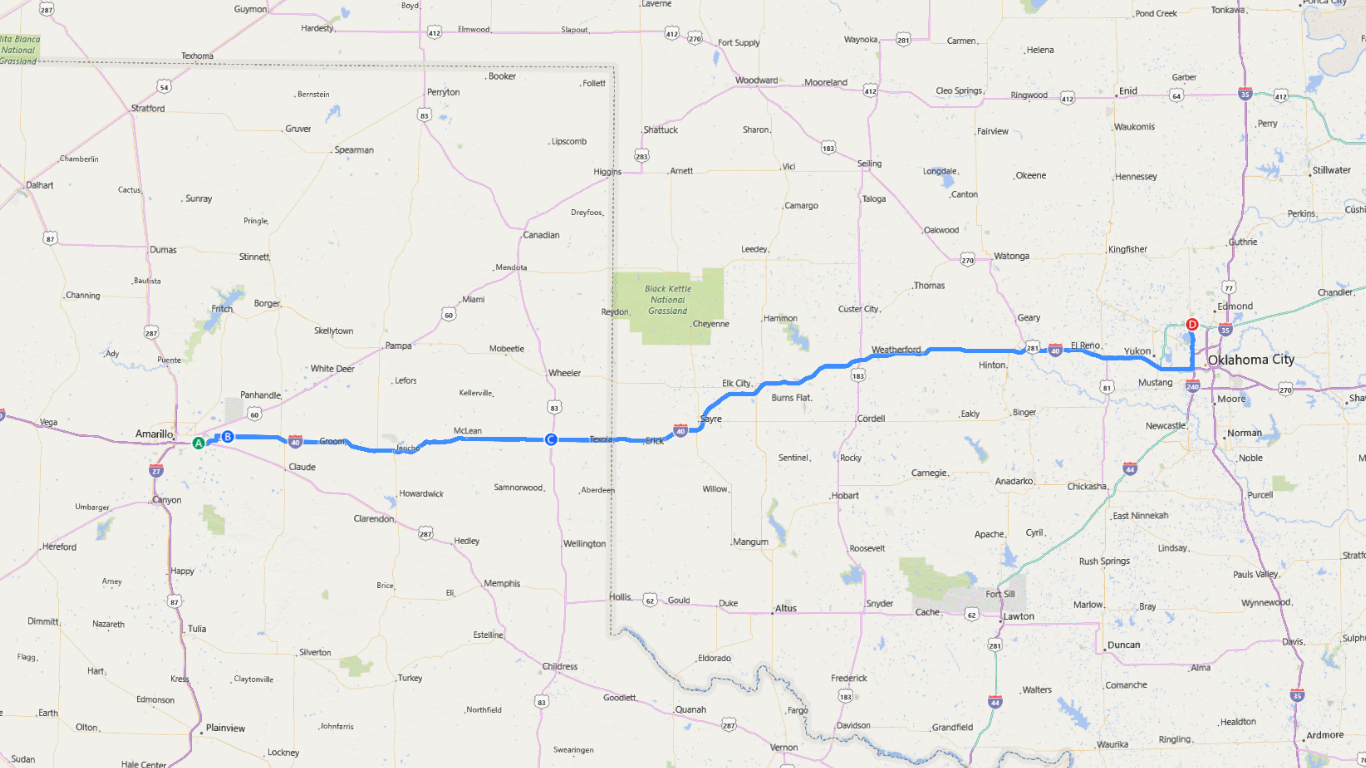 287
Guymon
Boyd
Laverne
Tonkawa
Ponca City
Pond Creek
Hardesty
412
Elmwood
Slapout
412
270
Fort Supply
Waynoka
281
Carmen
Helena
Rita Blanca
National
Grassland
Texhoma
Booker
Follett
Woodward
Mooreland
Garber
54
Bernstein
Perryton
412
Cleo Springs
Ringwood
412
Enid
64
35
412
Stratford
83
Gruver
Shattuck
Sharon
Fairview
Waukomis
Perry
Spearman
Lipscomb
283
183
Chamberlin
Higgins
Arnett
Vici
Seiling
Longdale
Okeene
Hennessey
Stillwater
Dalhart
Cactus
Sunray
Canton
Dreyfoos
Camargo
Taloga
Perkins
Cushi
Pringle
87
Canadian
Oakwood
Dumas
Stinnett
Leedey
Kingfisher
Guthrie
270
Watonga
Mendota
Bautista
Black Kettle
National
Grassland
Thomas
77
Channing
Fritch
Borger
Miami
Chandler
Edmond
60
Reydon
Custer City
Geary
Hammon
Cheyenne
D
35
287
Skellytown
Ady
Puente
Pampa
Mobeetie
Weatherford
281
40
El Reno
Yukon
Oklahoma City
White Deer
Wheeler
Hinton
183
Lefors
Elk City
Mustang
240
81
270
Panhandle
Kellerville
Burns Flat
Moore
Sha
60
83
Eakly
Binger
Vega
Sayre
Cordell
Newcastle
Amarillo
A
B
40
Groom
Jericho
McLean
C
Texola
Erick
40
Norman
Sentinel
Rocky
Noble
27
Claude
44
Carnegie
Anadarko
Chickasha
Samnorwood
Aberdeen
Willow
Howardwick
Hobart
Purcell
Canyon
Umbarger
Clarendon
East Ninnekah
287
Hedley
Apache
Cyril
Hereford
Wellington
Mangum
Roosevelt
Lindsay
Stratfo
Rush Springs
Happy
Arney
Brice
Eli
Memphis
Pauls Valley
Fort Sill
87
Hollis
62
Gould
Duke
Altus
Snyder
Cache
62
Marlow
Bray
Wynnewood
Lawton
Dimmitt
Nazareth
Tulia
Estelline
281
Duncan
Davis
Sulph
Silverton
Flagg
Eldorado
Hart
Childress
Alma
Kress
Claytonville
Turkey
Frederick
Comanche
Walters
183
35
Edmonson
Goodlett
83
44
Earth
Northfield
Quanah
Fargo
Olton
Plainview
Johnfarris
287
Davidson
Grandfield
Healdton
Ringling
Ardmore
Waurika
Lockney
Swearingen
Vernon
Sudan
Hale Center